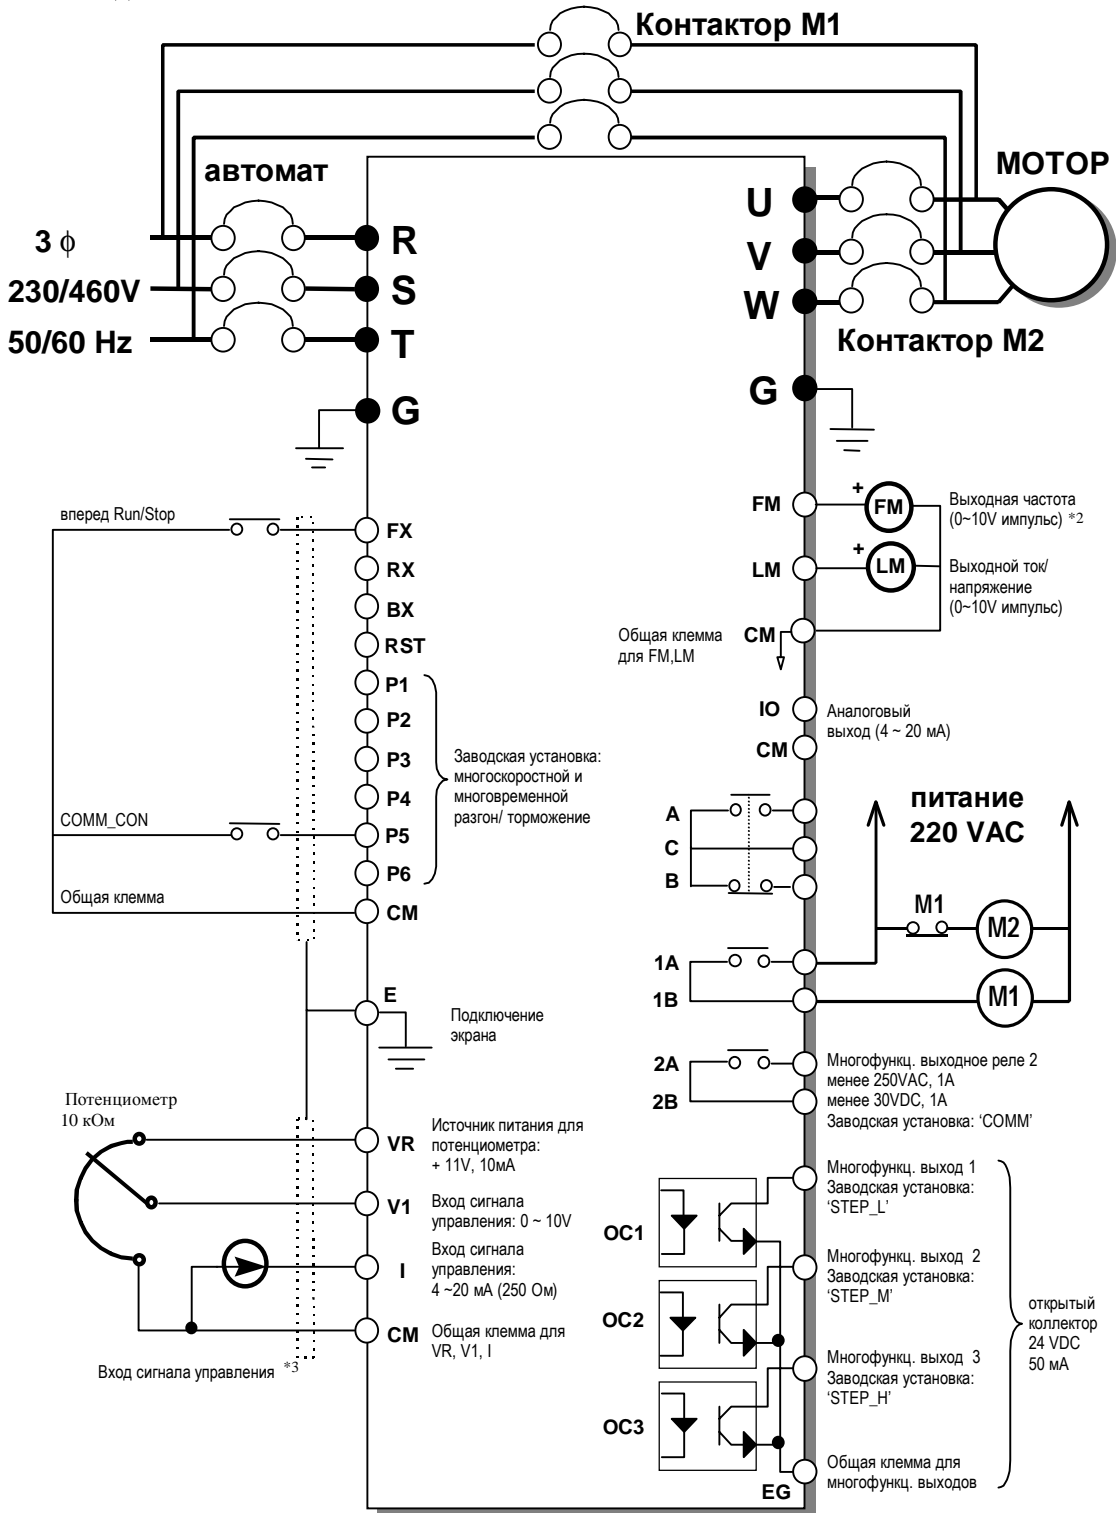 Контактор М1
автомат
МОТОР
3 ϕ
230/460V
50/60 Hz
R
S
T
G
U
V
W
Контактор М2
G
вперед Run/Stop
FX
RX
BX
RST
P1
P2
P3
P4
P5
P6
CM
Заводская установка:
многоскоростной и
многовременной
разгон/ торможение
COMM_CON
Общая клемма
E
Подключение
экрана
Потенциометр
10 кОм
VR
Источник питания для
потенциометра:
+ 11V, 10мА
V1
Вход сигнала
управления: 0 ~ 10V
I
Вход сигнала
управления:
4 ~20 мА (250 Ом)
CM
Общая клемма для
VR, V1, I
Вход сигнала управления *3
FM
+
FM
Выходная частота
(0~10V импульс) *2
LM
+
LM
Выходной ток/
напряжение
(0~10V импульс)
Общая клемма
для FM,LM
CM
IO
Аналоговый
выход (4 ~ 20 мА)
CM
A
C
B
питание
220 VAC
M1
M2
1A
1B
M1
2A
2B
Многофункц. выходное реле 2
менее 250VAC, 1A
менее 30VDC, 1A
Заводская установка: ‘COMM’
OC1
Многофункц. выход 1
Заводская установка:
‘STEP_L’
OC2
Многофункц. выход 2
Заводская установка:
‘STEP_M’
OC3
Многофункц. выход 3
Заводская установка:
‘STEP_H’
открытый
коллектор
24 VDC
50 мА
EG
Общая клемма для
многофункц. выходов